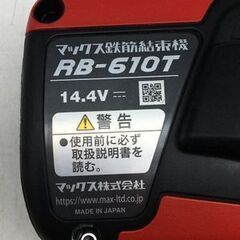 マックス鉄筋結束機
RB-610T
14.4V⎓
警告
●使用前に必ず
取扱説明書を
読む。
マックス株式会社
https://www.max-ltd.co.jp/
MADE IN JAPAN